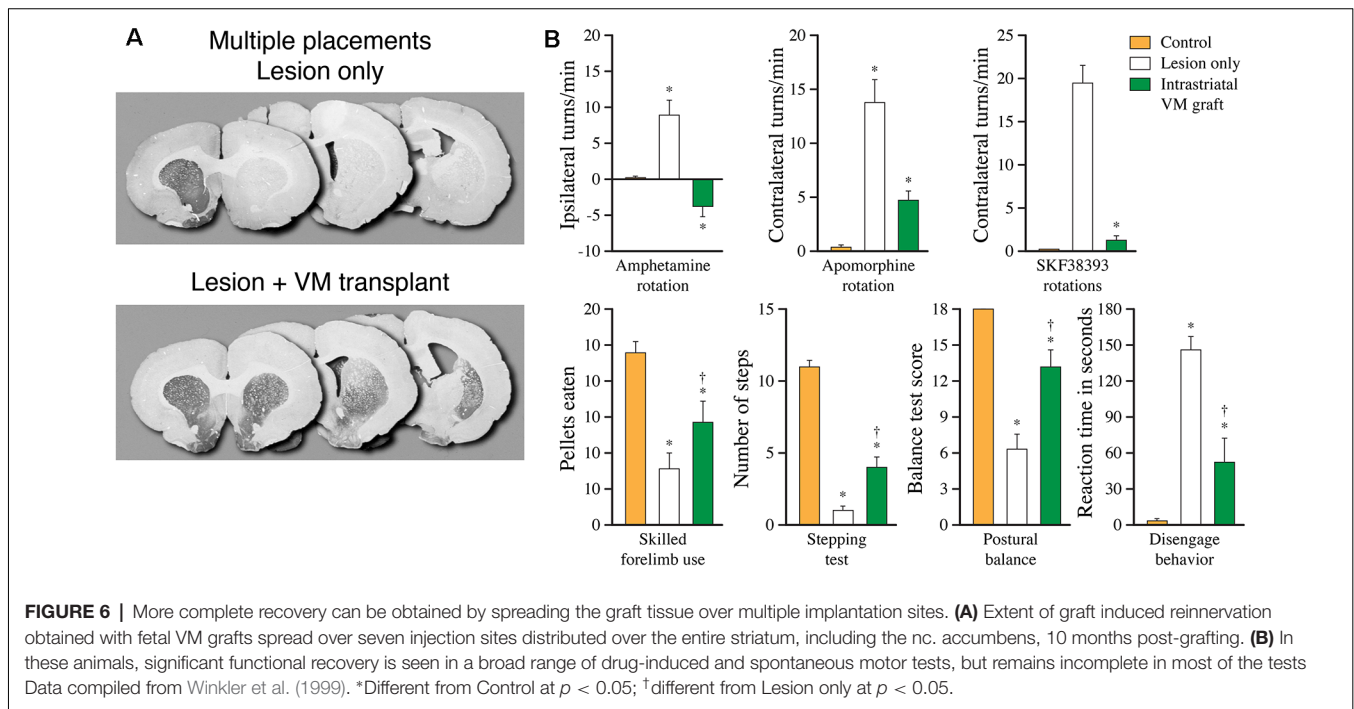 A
Multiple placements
Lesion only
Lesion + VM transplant
B
Ipsilateral turns/min
20
15
10
5
0
-5
-10
*
*
Amphetamine
rotation
Contralateral turns/min
20
15
10
5
0
*
*
Apomorphine
rotation
Contralateral turns/min
25
20
15
10
5
0
*
SKF38393
rotations
Control
Lesion only
Intrastriatal
VM graft
Pellets eaten
20
10
10
10
10
10
0
*
†
*
Skilled
forelimb use
Number of steps
15
10
5
0
*
†
*
Stepping
test
Balance test score
18
15
12
9
6
3
0
*
†
*
Postural
balance
Reaction time in seconds
180
150
120
90
60
30
0
*
†
*
Disengage
behavior
FIGURE 6 | More complete recovery can be obtained by spreading the graft tissue over multiple implantation sites. (A) Extent of graft induced reinnervation
obtained with fetal VM grafts spread over seven injection sites distributed over the entire striatum, including the nc. accumbens, 10 months post-grafting. (B) In
these animals, significant functional recovery is seen in a broad range of drug-induced and spontaneous motor tests, but remains incomplete in most of the tests
Data compiled from Winkler et al. (1999). *Different from Control at p < 0.05; †different from Lesion only at p < 0.05.